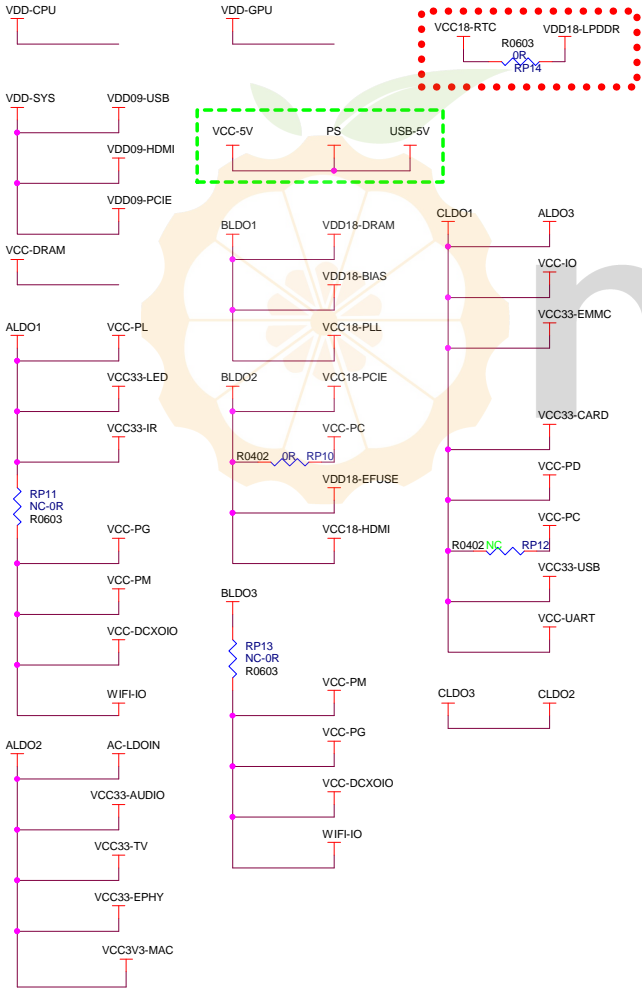 VDD-CPU
VDD-GPU
VCC18-RTC
VDD18-LPDDR
R0603
0R
RP14
VDD-SYS
VDD09-USB
VDD09-HDMI
VDD09-PCIE
VCC-5V
PS
USB-5V
VCC-DRAM
BLDO1
VDD18-DRAM
VDD18-BIAS
VCC18-PLL
CLDO1
ALDO3
VCC-IO
VCC33-EMMC
VCC33-CARD
VCC-PD
VCC-PC
R0402
NC
RP12
VCC33-USB
VCC-UART
ALDO1
VCC-PL
VCC33-LED
VCC33-IR
RP11
NC-0R
R0603
VCC-PG
VCC-PM
VCC-DCXOIO
WIFI-IO
BLDO2
VCC18-PCIE
VCC-PC
R0402
0R
RP10
VDD18-EFUSE
VCC18-HDMI
BLDO3
RP13
NC-0R
R0603
VCC-PM
VCC-PG
VCC-DCXOIO
WIFI-IO
CLDO3
CLDO2
ALDO2
AC-LDOIN
VCC33-AUDIO
VCC33-TV
VCC33-EPHY
VCC3V3-MAC